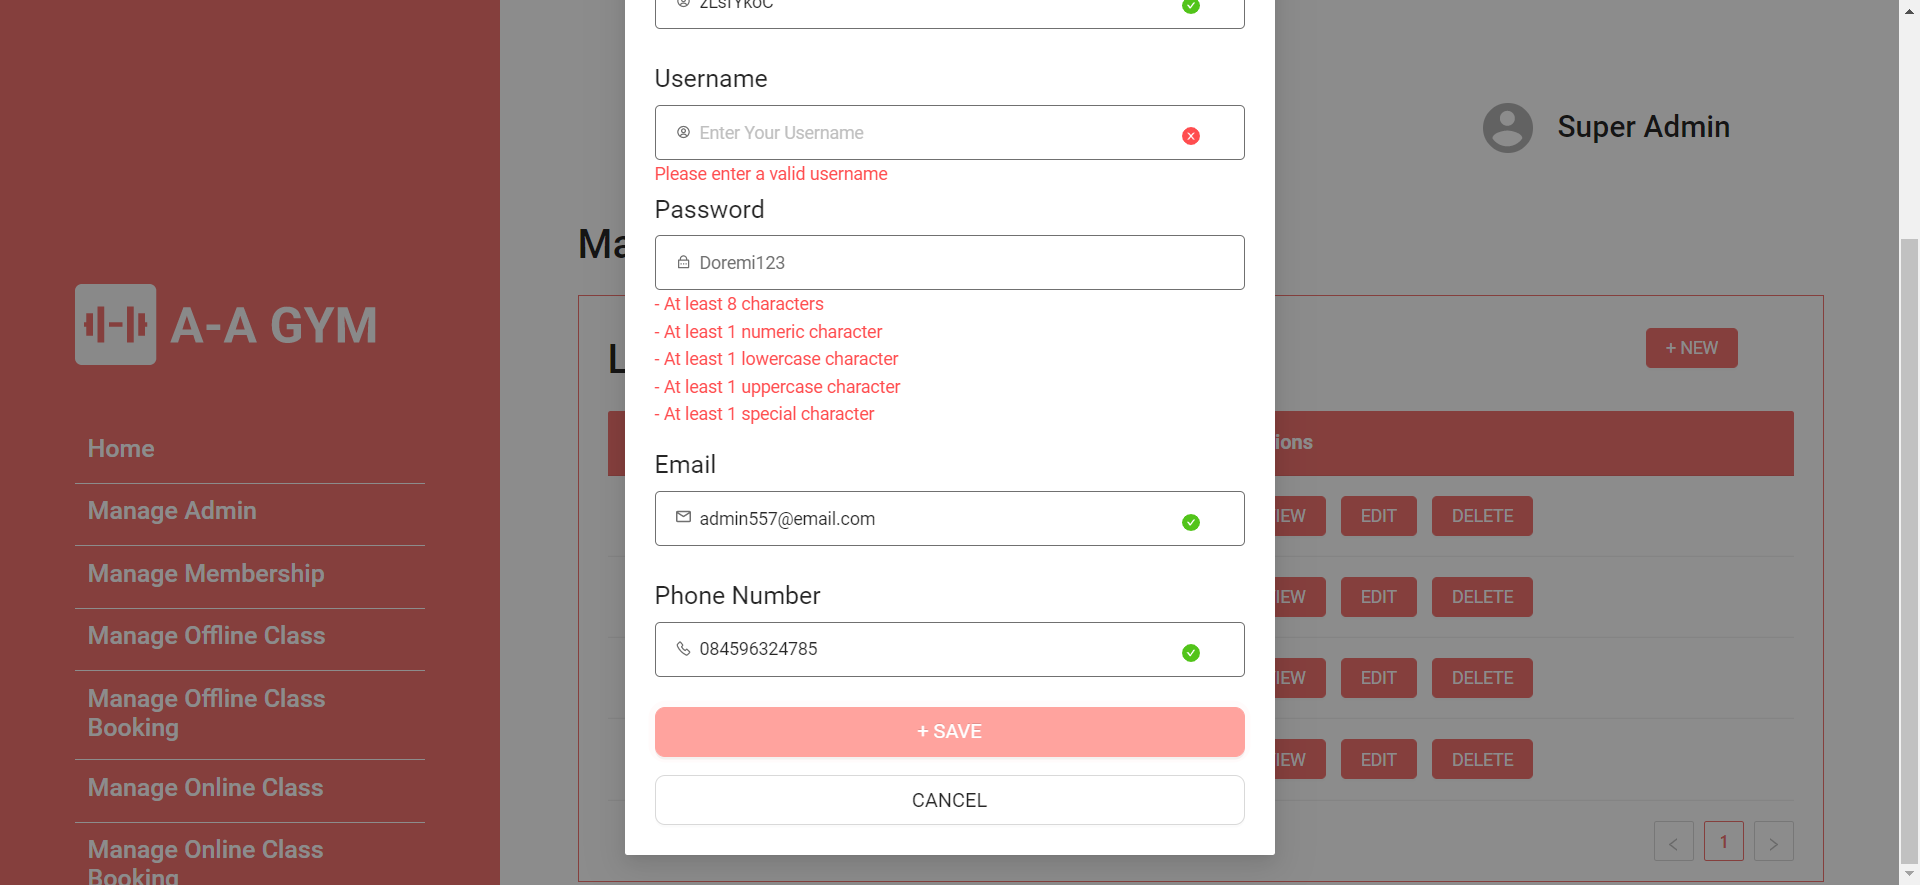 Username
Enter Your Username
Please enter a valid username
Password
Doremi123
- At least 8 characters
- At least 1 numeric character
- At least 1 lowercase character
- At least 1 uppercase character
- At least 1 special character
Email
admin557@email.com
Phone Number
084596324785
+ SAVE
CANCEL
A-A GYM
Home
Manage Admin
Manage Membership
Manage Offline Class
Manage Offline Class
Booking
Manage Online Class
Manage Online Class
Booking
Super Admin
Ma
L
+ NEW
ions
IEW EDIT DELETE
IEW EDIT DELETE
IEW EDIT DELETE
IEW EDIT DELETE
< 1 >